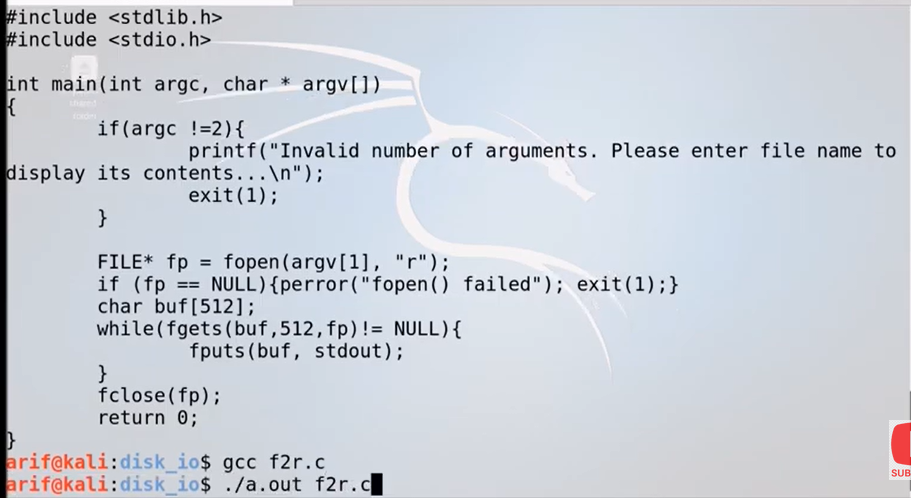 #include <stdlib.h>
#include <stdio.h>
int main(int argc, char * argv[])
{
        if(argc !=2){
                printf("Invalid number of arguments. Please enter file name to
display its contents...\n");
                exit(1);
        }
        FILE* fp = fopen(argv[1], "r");
        if (fp == NULL){perror("fopen() failed"); exit(1);}
        char buf[512];
        while(fgets(buf,512,fp)!= NULL){
                fputs(buf, stdout);
        }
        fclose(fp);
        return 0;
}
arif@kali:disk_io$ gcc f2r.c
arif@kali:disk_io$ ./a.out f2r.c
SUB